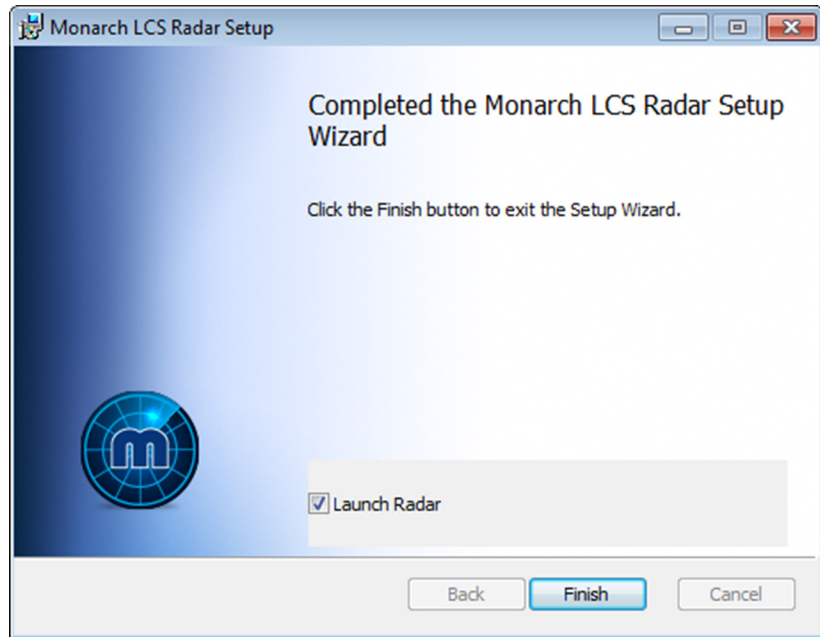 Monarch LCS Radar Setup
Completed the Monarch LCS Radar Setup
Wizard
Click the Finish button to exit the Setup Wizard.
m
Launch Radar
Back
Finish
Cancel